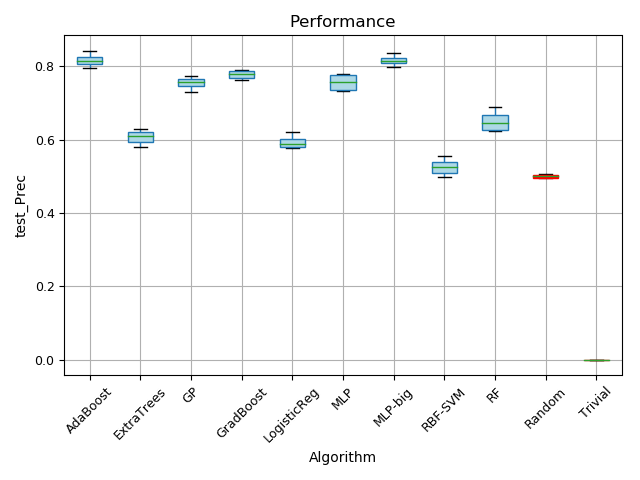 Performance
test_Prec
0.8
0.6
0.4
0.2
0.0
AdaBoost
ExtraTrees
GP
GradBoost
LogisticReg
MLP
MLP-big
RBF-SVM
RF
Random
Trivial
Algorithm